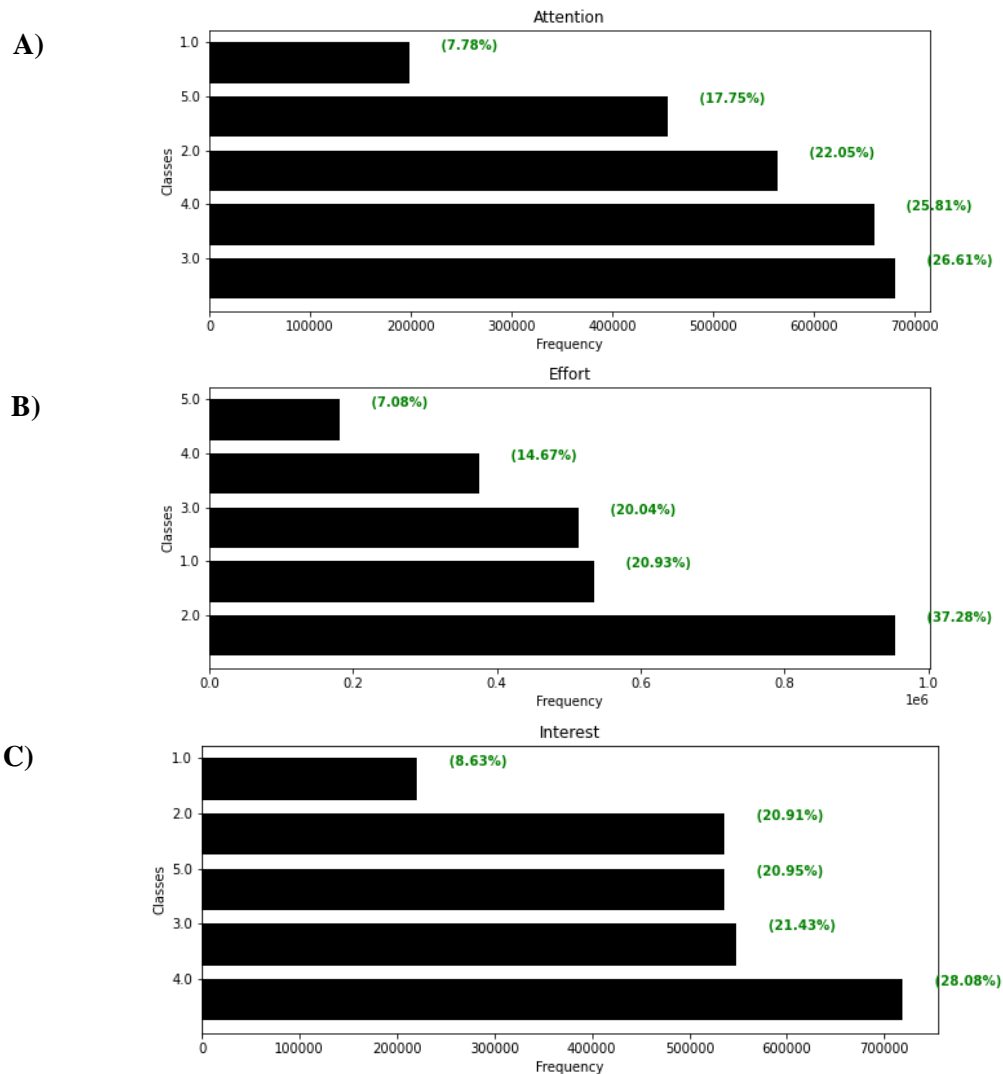 A)
Attention
1.0
(7.78%)
5.0
(17.75%)
2.0
(22.05%)
Classes
4.0
(25.81%)
3.0
(26.61%)
0 100000 200000 300000 400000 500000 600000 700000
Frequency
B)
Effort
5.0
(7.08%)
4.0
(14.67%)
3.0
(20.04%)
Classes
1.0
(20.93%)
2.0
(37.28%)
0.0 0.2 0.4 0.6 0.8 1.0
1e6
Frequency
C)
Interest
1.0
(8.63%)
2.0
(20.91%)
5.0
(20.95%)
Classes
3.0
(21.43%)
4.0
(28.08%)
0 100000 200000 300000 400000 500000 600000 700000
Frequency